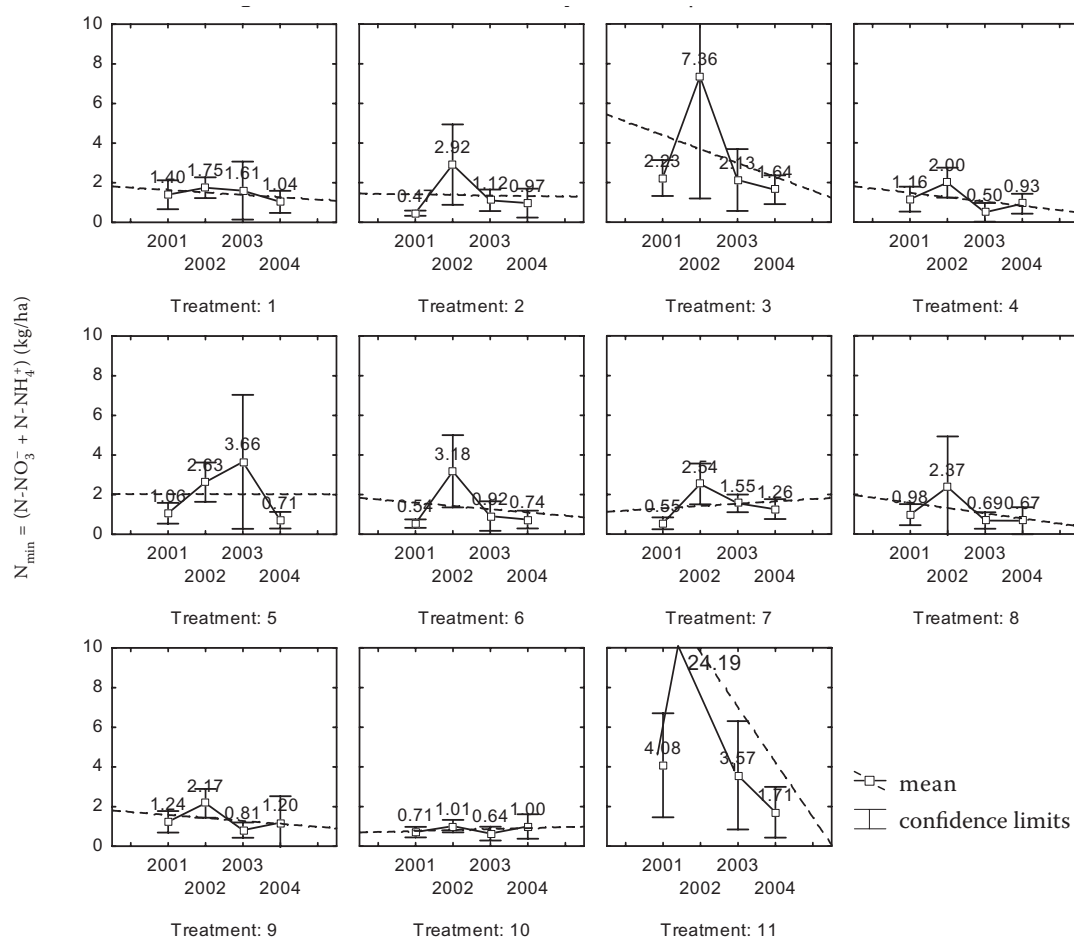 N_min = (N-NO₃⁻ + N-NH₄⁺) (kg/ha)
10
8
6
4
2
0
1.40 1.75 1.61 1.04
0.47 2.92 1.12 0.97
2.23 7.36 2.13 1.64
1.16 2.00 0.50 0.93
2001 2003 2001 2003 2001 2003 2001 2003
2002 2004 2002 2004 2002 2004 2002 2004
Treatment: 1 Treatment: 2 Treatment: 3 Treatment: 4
10
8
6
4
2
0
1.06 2.63 3.66 0.71
0.54 3.18 0.92 0.74
0.55 2.54 1.55 1.26
0.98 2.37 0.69 0.67
2001 2003 2001 2003 2001 2003 2001 2003
2002 2004 2002 2004 2002 2004 2002 2004
Treatment: 5 Treatment: 6 Treatment: 7 Treatment: 8
10
8
6
4
2
0
1.24 2.17 0.81 1.20
0.71 1.01 0.64 1.00
4.08 24.19 3.57 1.71
mean
confidence limits
2001 2003 2001 2003 2001 2003
2002 2004 2002 2004 2002 2004
Treatment: 9 Treatment: 10 Treatment: 11